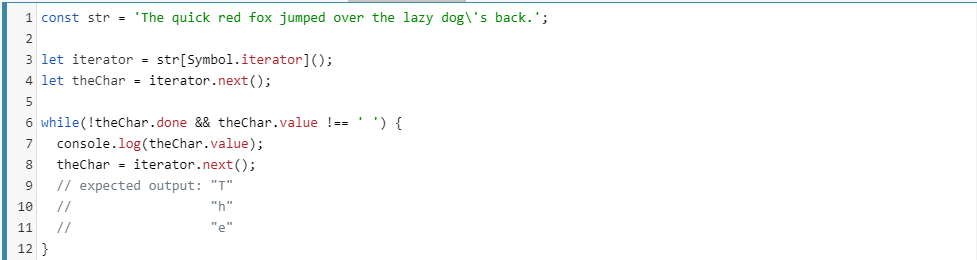 1 const str = 'The quick red fox jumped over the lazy dog\'s back.';
2
3 let iterator = str[Symbol.iterator]();
4 let theChar = iterator.next();
5
6 while(!theChar.done && theChar.value !== ' ') {
7   console.log(theChar.value);
8   theChar = iterator.next();
9   // expected output: "T"
10   //                   "h"
11   //                   "e"
12 }